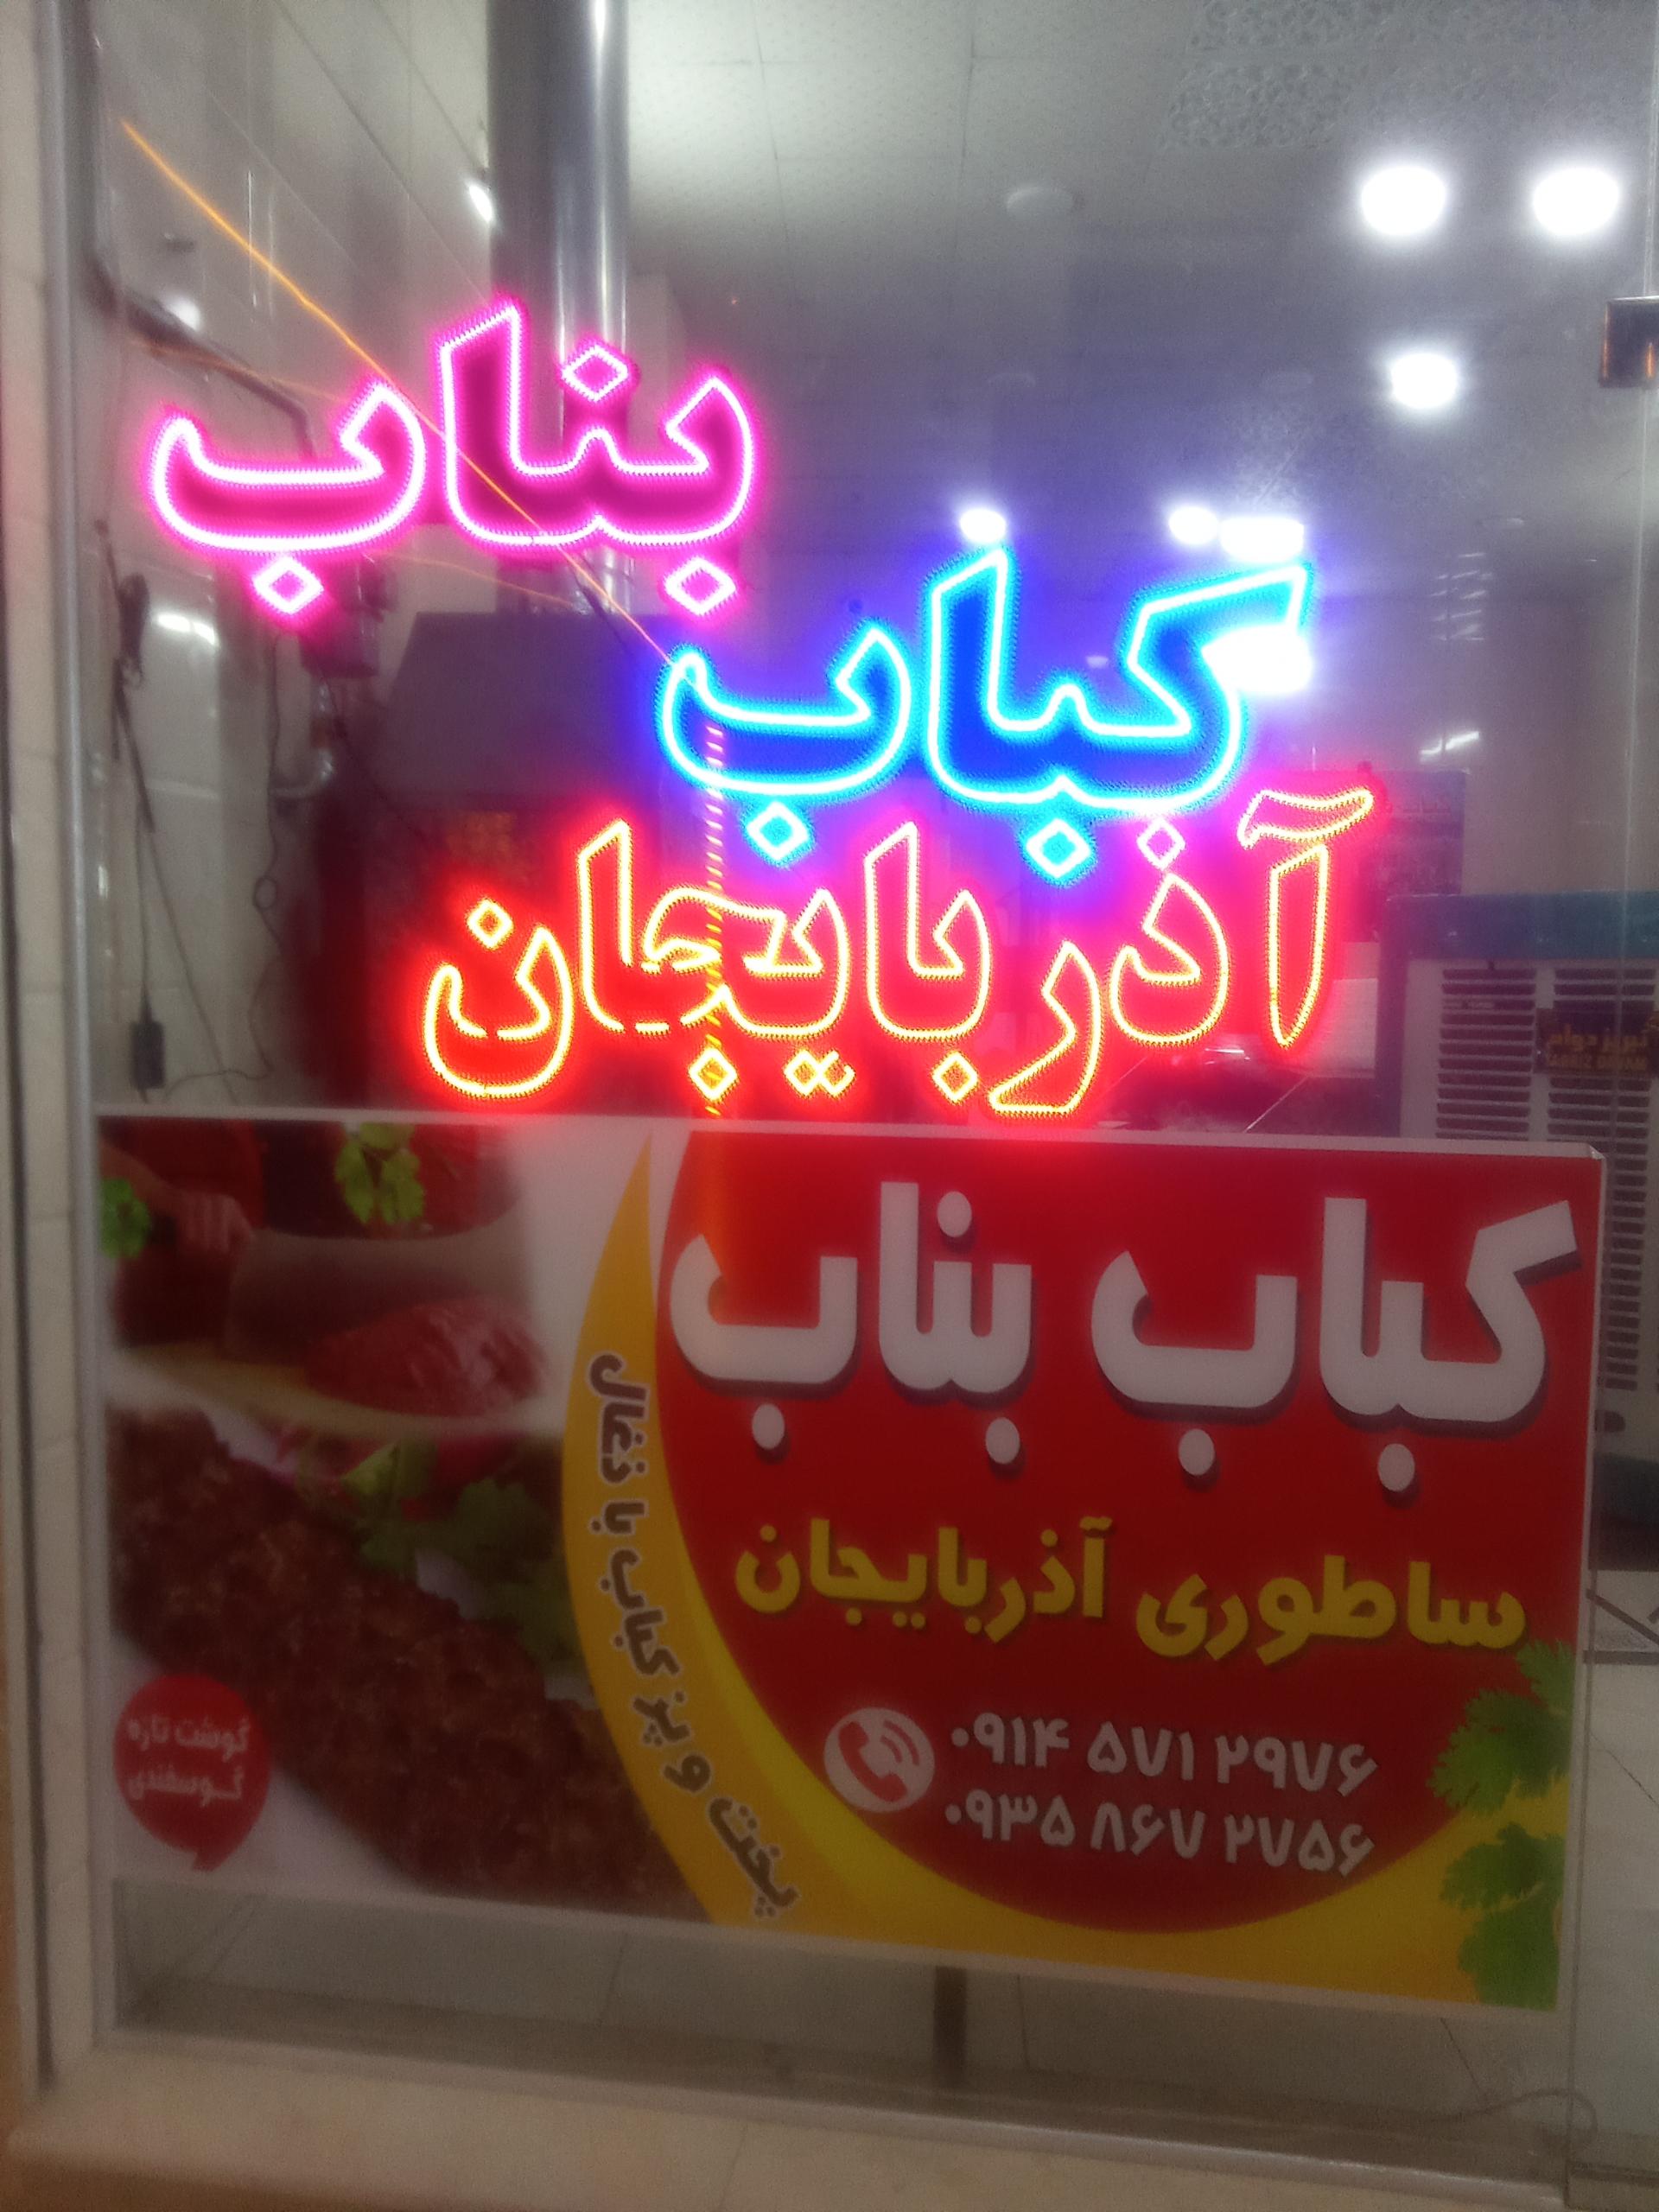 بناب
کباب
آذربایجان
کباب بناب
ساطوری آذربایجان
۰۹۱۴ ۵۷۱ ۲۹۷۶
۰۹۳۵ ۸۶۷ ۲۷۵۶
پخت و پز کباب با ذغال
گوشت تازه
گوسفندی